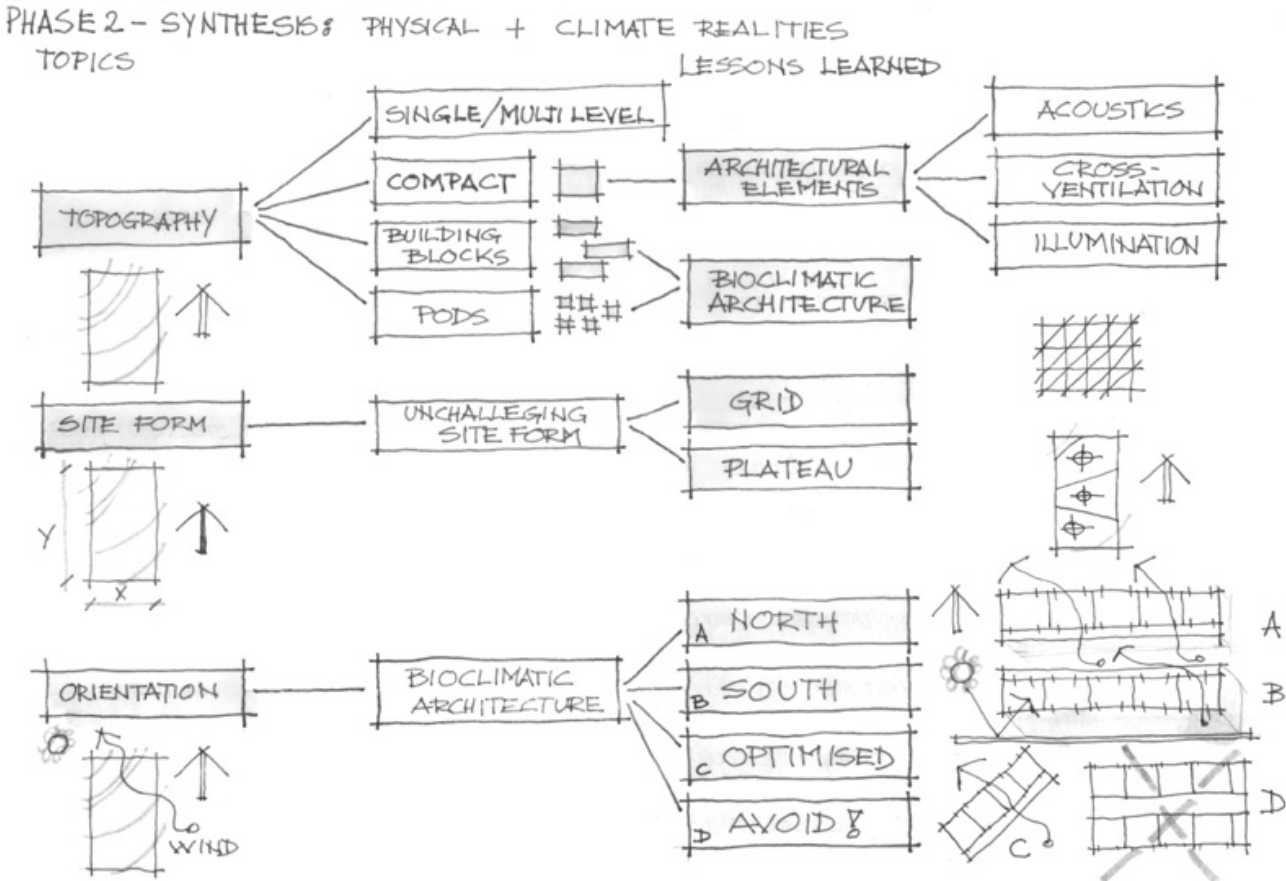 PHASE 2 - SYNTHESIS: PHYSICAL + CLIMATE REALITIES
TOPICS
LESSONS LEARNED
SINGLE/MULTI LEVEL
ACOUSTICS
COMPACT
ARCHITECTURAL
ELEMENTS
CROSS-
VENTILATION
TOPOGRAPHY
BUILDING
BLOCKS
ILLUMINATION
BIOCLIMATIC
ARCHITECTURE
PODS
SITE FORM
UNCHALLEGING
SITE FORM
GRID
PLATEAU
Y
X
A NORTH
A
ORIENTATION
BIOCLIMATIC
ARCHITECTURE
B SOUTH
B
C OPTIMISED
D AVOID!
C
D
WIND